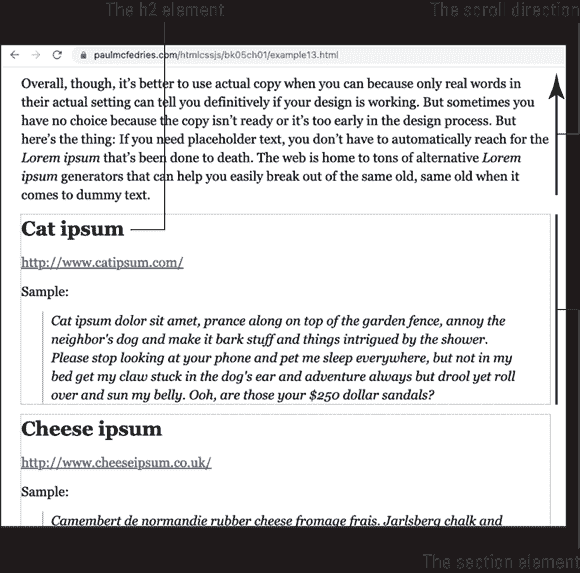 The h2 element
The scroll direction
paulmcfedries.com/htmlcssjs/bk05ch01/example13.html
Overall, though, it’s better to use actual copy when you can because only real words in
their actual setting can tell you definitively if your design is working. But sometimes you
have no choice because the copy isn’t ready or it’s too early in the design process. But
here’s the thing: If you need placeholder text, you don’t have to automatically reach for the
Lorem ipsum that’s been done to death. The web is home to tons of alternative Lorem
ipsum generators that can help you easily break out of the same old, same old when it
comes to dummy text.
Cat ipsum
http://www.catipsum.com/
Sample:
Cat ipsum dolor sit amet, prance along on top of the garden fence, annoy the
neighbor's dog and make it bark stuff and things intrigued by the shower.
Please stop looking at your phone and pet me sleep everywhere, but not in my
bed get my claw stuck in the dog's ear and adventure always but drool yet roll
over and sun my belly. Ooh, are those your $250 dollar sandals?
Cheese ipsum
http://www.cheeseipsum.co.uk/
Sample:
Camembert de normandie rubber cheese fromage frais. Jarlsberg chalk and
The section element